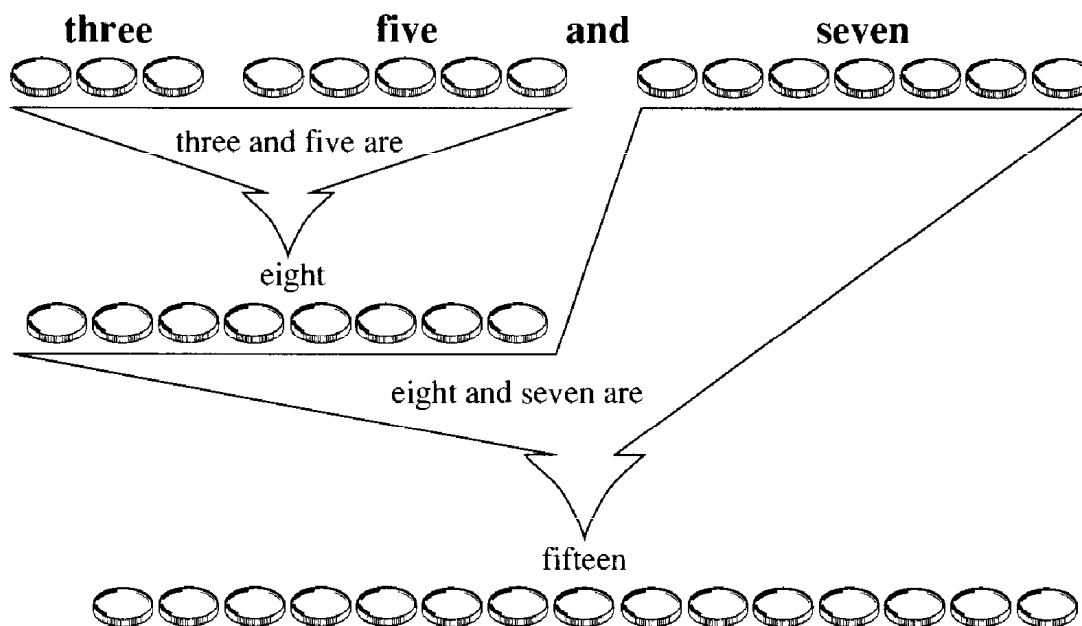 three five and seven
three and five are
eight
eight and seven are
fifteen